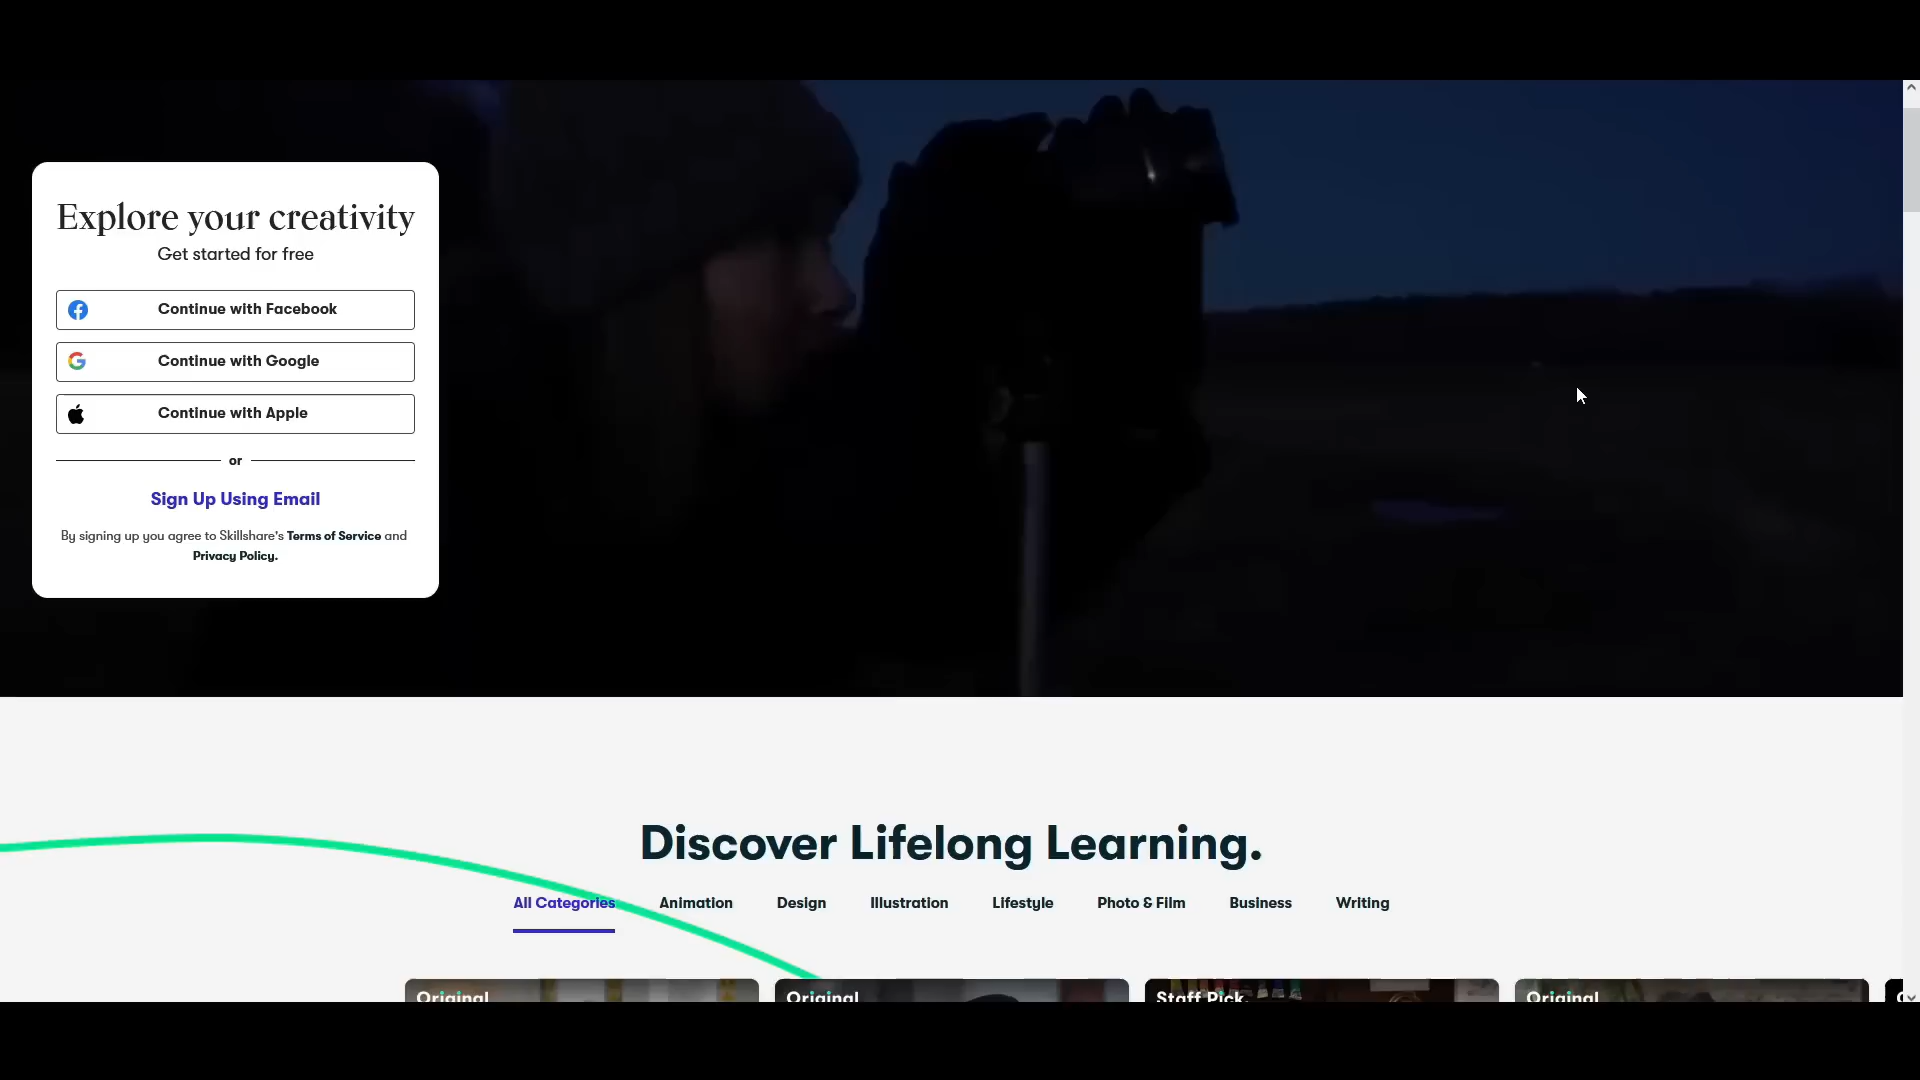 Explore your creativity
Get started for free
Continue with Facebook
Continue with Google
Continue with Apple
or
Sign Up Using Email
By signing up you agree to Skillshare's Terms of Service and
Privacy Policy.
Discover Lifelong Learning.
All Categories Animation Design Illustration Lifestyle Photo & Film Business Writing
Original Original Staff Pick. Original